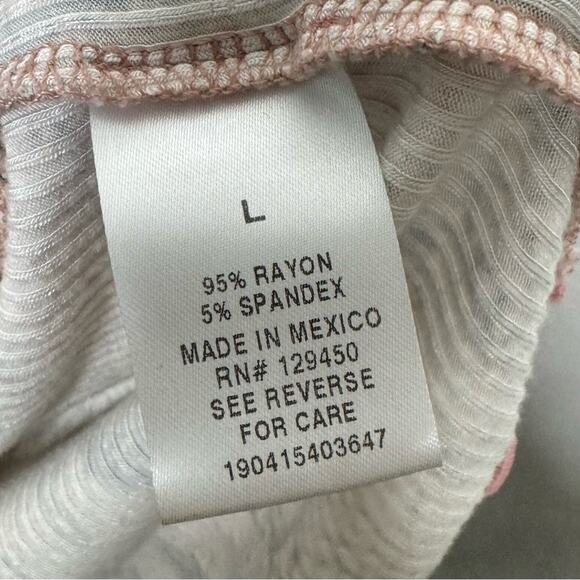 L
95% RAYON
5% SPANDEX
MADE IN MEXICO
RN# 129450
SEE REVERSE
FOR CARE
190415403647